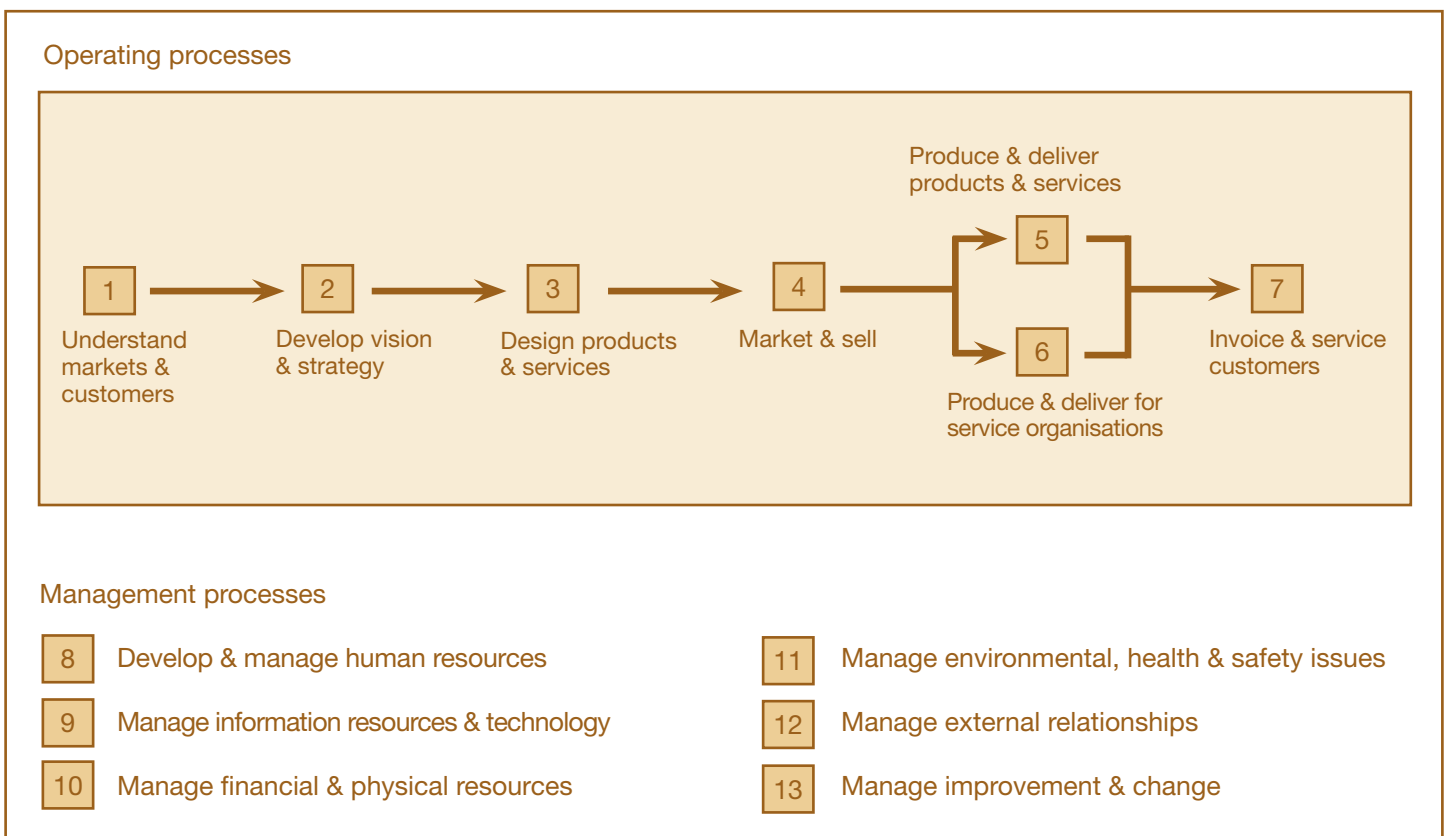 Operating processes
1
Understand
markets &
customers
2
Develop vision
& strategy
3
Design products
& services
4
Market & sell
Produce & deliver
products & services
5
6
Produce & deliver for
service organisations
7
Invoice & service
customers
Management processes
8 Develop & manage human resources
9 Manage information resources & technology
10 Manage financial & physical resources
11 Manage environmental, health & safety issues
12 Manage external relationships
13 Manage improvement & change